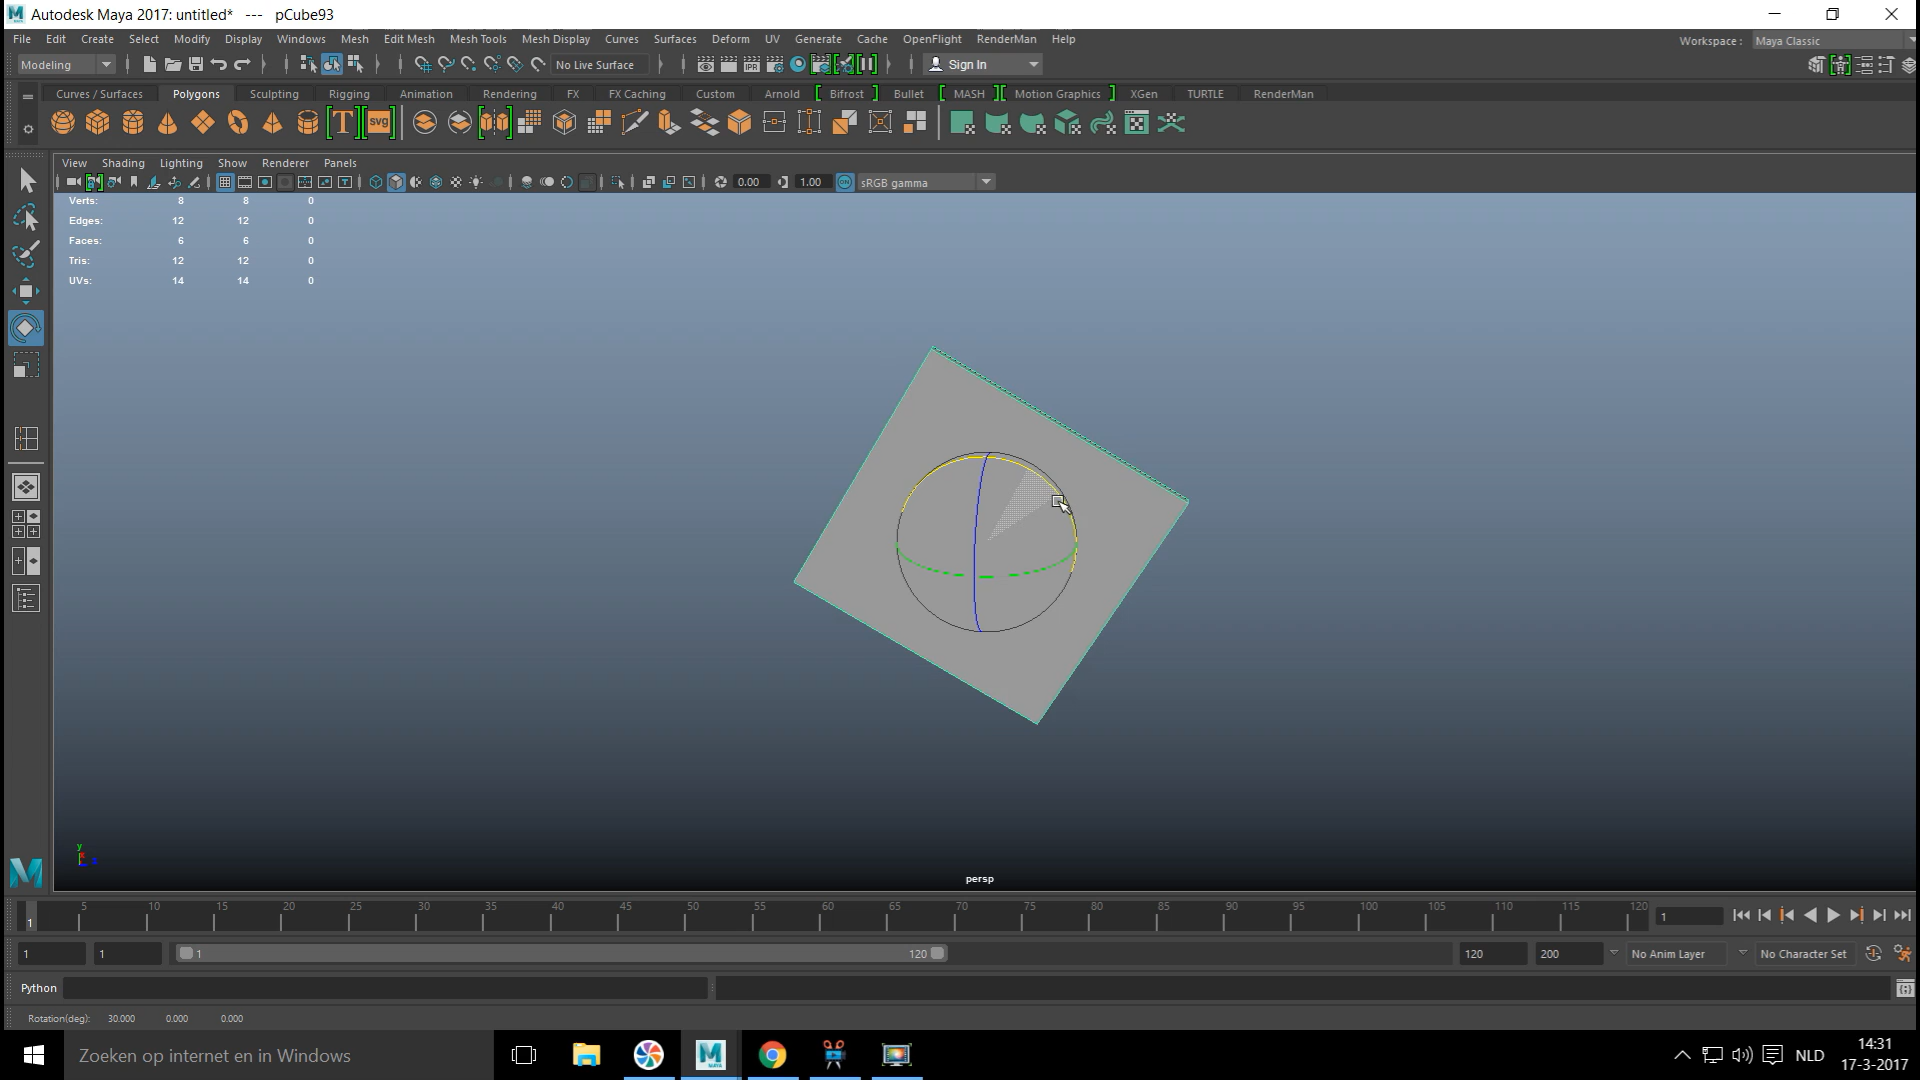 Autodesk Maya 2017: untitled* --- pCube93
File Edit Create Select Modify Display Windows Mesh Edit Mesh Mesh Tools Mesh Display Curves Surfaces Deform UV Generate Cache OpenFlight RenderMan Help
Workspace : Maya Classic
Modeling No Live Surface IPR Sign In
Curves / Surfaces Polygons Sculpting Rigging Animation Rendering FX FX Caching Custom Arnold Bifrost Bullet MASH Motion Graphics XGen TURTLE RenderMan
T SVG
View Shading Lighting Show Renderer Panels
0.00 1.00 ON sRGB gamma
Verts: 8 8 0
Edges: 12 12 0
Faces: 6 6 0
Tris: 12 12 0
UVs: 14 14 0
y
persp
1 5 10 15 20 25 30 35 40 45 50 55 60 65 70 75 80 85 90 95 100 105 110 115 120 1
1 1 1 120 120 200 No Anim Layer No Character Set
Python
Rotation(deg): 30.000 0.000 0.000
Zoeken op internet en in Windows
MAYA
NLD
14:31
17-3-2017